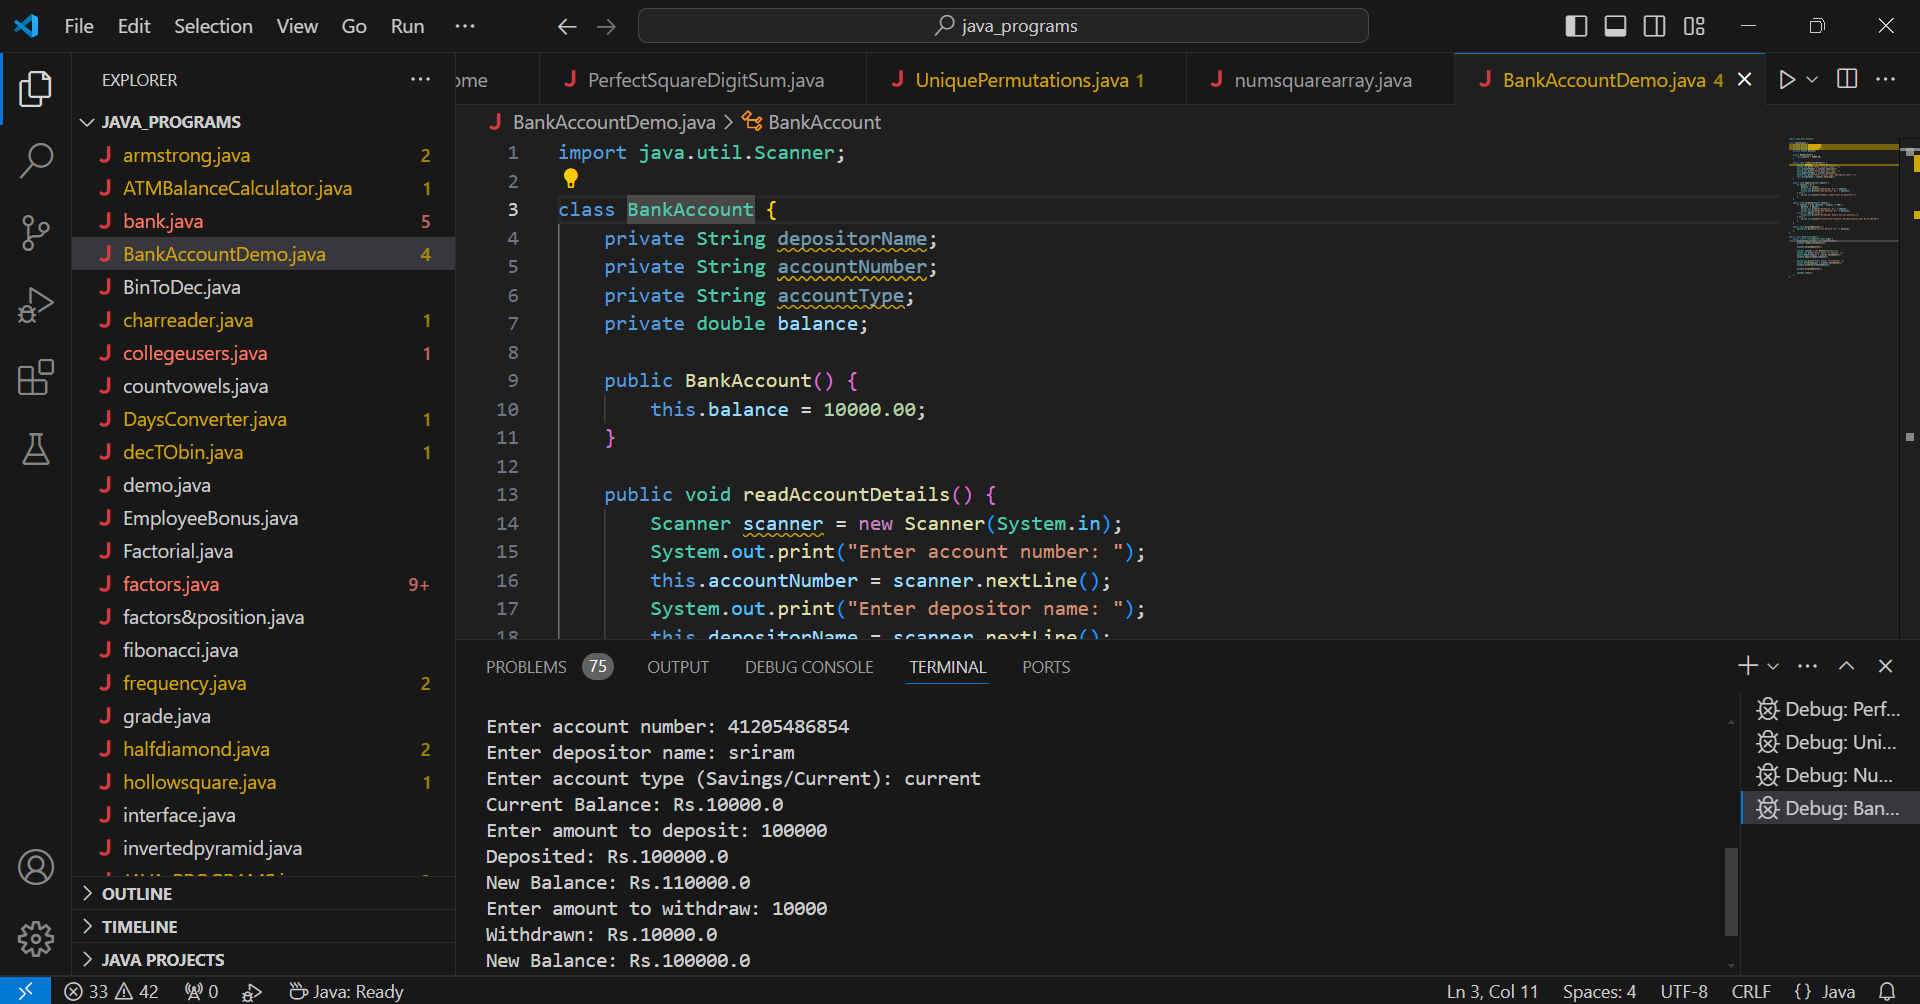 File Edit Selection View Go Run ··· java_programs
EXPLORER ···
JAVA_PROGRAMS
armstrong.java 2
ATMBalanceCalculator.java 1
bank.java 5
BankAccountDemo.java 4
BinToDec.java
charreader.java 1
collegeusers.java 1
countvowels.java
DaysConverter.java 1
decTObin.java 1
demo.java
EmployeeBonus.java
Factorial.java
factors.java 9+
factors&position.java
fibonacci.java
frequency.java 2
grade.java
halfdiamond.java 2
hollowsquare.java 1
interface.java
invertedpyramid.java
OUTLINE
TIMELINE
JAVA PROJECTS
ome PerfectSquareDigitSum.java UniquePermutations.java 1 numsquarearray.java BankAccountDemo.java 4
BankAccountDemo.java > BankAccount
1 import java.util.Scanner;
2
3 class BankAccount {
4 private String depositorName;
5 private String accountNumber;
6 private String accountType;
7 private double balance;
8
9 public BankAccount() {
10 this.balance = 10000.00;
11 }
12
13 public void readAccountDetails() {
14 Scanner scanner = new Scanner(System.in);
15 System.out.print("Enter account number: ");
16 this.accountNumber = scanner.nextLine();
17 System.out.print("Enter depositor name: ");
18 this.depositorName = scanner.nextLine();
PROBLEMS 75 OUTPUT DEBUG CONSOLE TERMINAL PORTS
Enter account number: 41205486854
Enter depositor name: sriram
Enter account type (Savings/Current): current
Current Balance: Rs.10000.0
Enter amount to deposit: 100000
Deposited: Rs.100000.0
New Balance: Rs.110000.0
Enter amount to withdraw: 10000
Withdrawn: Rs.10000.0
New Balance: Rs.100000.0
Debug: Perf...
Debug: Uni...
Debug: Nu...
Debug: Ban...
33 42 0 Java: Ready Ln 3, Col 11 Spaces: 4 UTF-8 CRLF {} Java